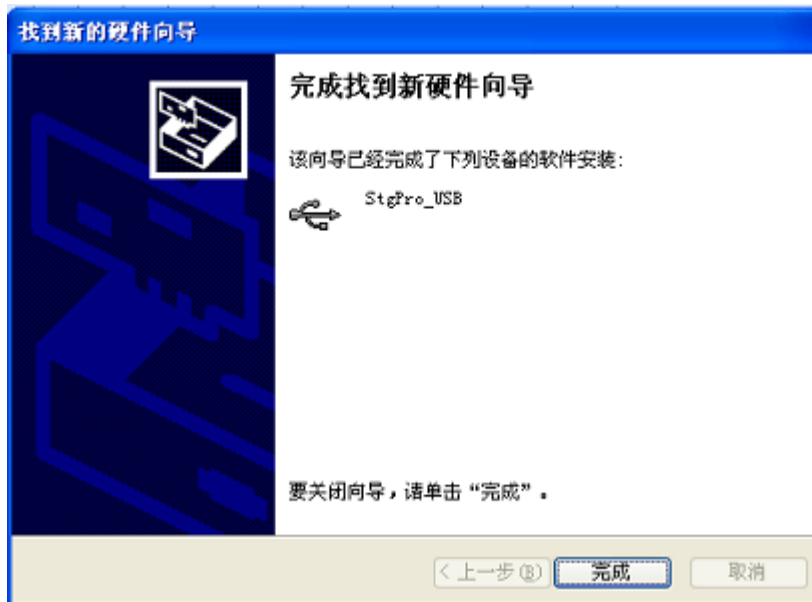 找到新的硬件向导
完成找到新硬件向导
该向导已经完成了下列设备的软件安装:
StgPro_USB
要关闭向导，请单击“完成”。
< 上一步(B)
完成
取消